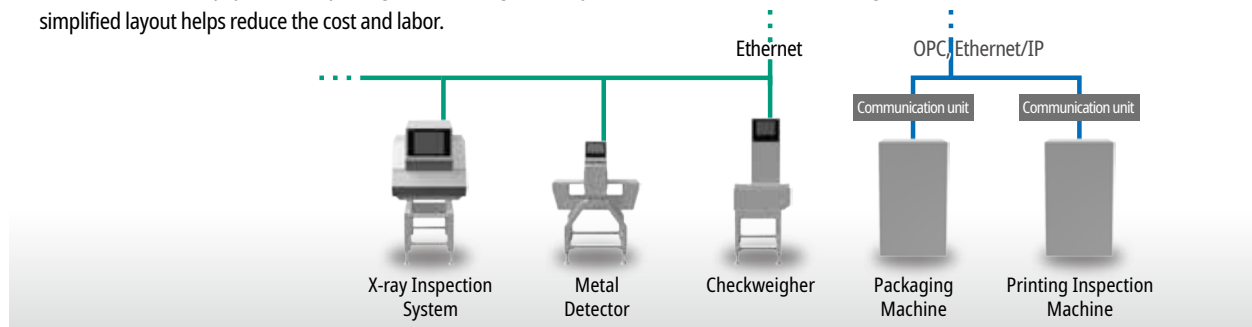 simplified layout helps reduce the cost and labor.
Ethernet
OPC, Ethernet/IP
Communication unit
Communication unit
X-ray Inspection
System
Metal
Detector
Checkweigher
Packaging
Machine
Printing Inspection
Machine